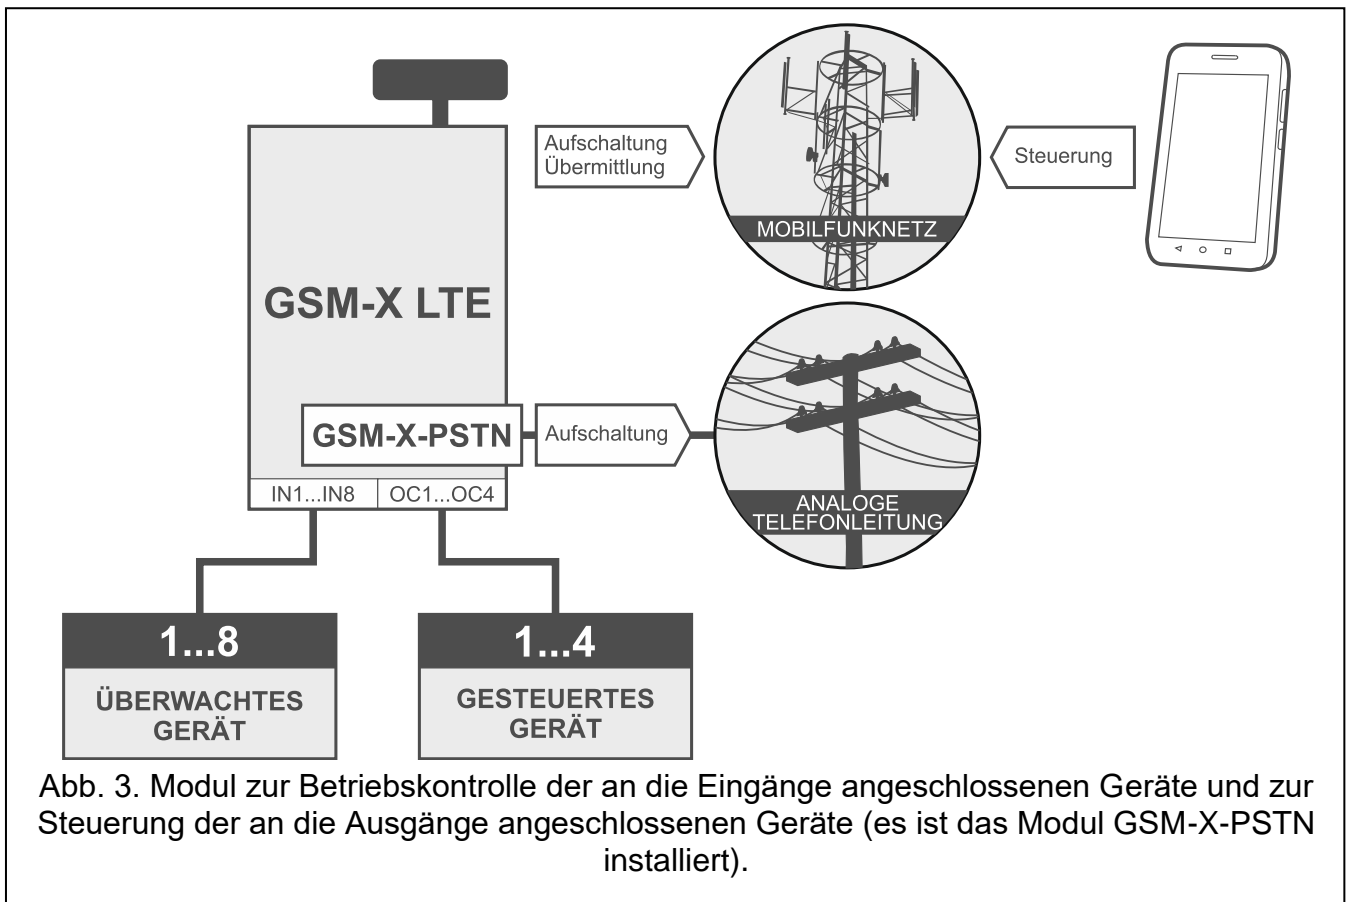 Aufschaltung
Übermittlung
Steuerung
MOBILFUNKNETZ
GSM-X LTE
GSM-X-PSTN
Aufschaltung
IN1...IN8
OC1...OC4
ANALOGE
TELEFONLEITUNG
1...8
ÜBERWACHTES
GERÄT
1...4
GESTEUERTES
GERÄT
Abb. 3. Modul zur Betriebskontrolle der an die Eingänge angeschlossenen Geräte und zur
Steuerung der an die Ausgänge angeschlossenen Geräte (es ist das Modul GSM-X-PSTN
installiert).